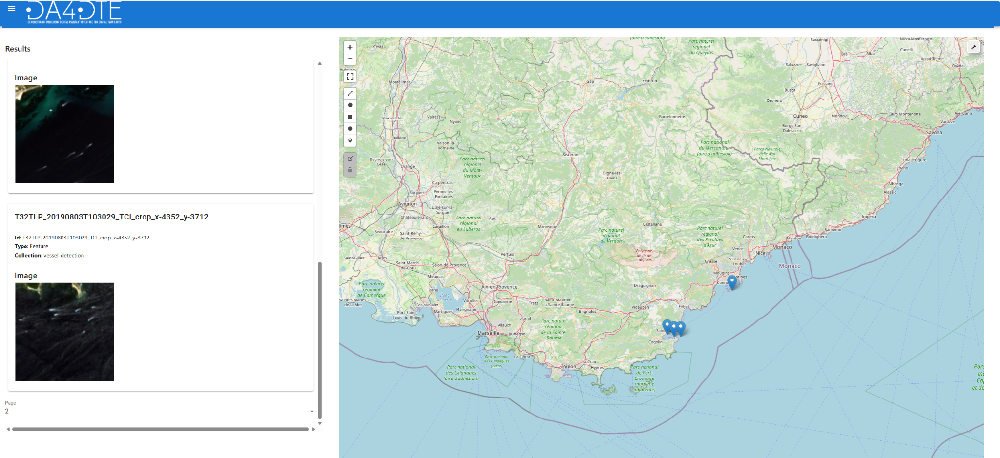 DA4DTE
DEMONSTRATOR PRECURSOR DIGITAL ASSISTANT INTERFACE FOR DIGITAL TWIN EARTH
Results
Image
T32TLP_20190803T103029_TCI_crop_x-4352_y-3712
Id: T32TLP_20190803T103029_TCI_crop_x-4352_y-3712
Type: Feature
Collection: vessel-detection
Image
Page
2
+
−
(aire d'adhésion)
Privas
Parc naturel
régional
du Queyras
Racconigi
Nizza-Monferrato
Canelli
Bra
Alba
Acqui-Terme
Ovada
Saluzzo
Savigliano
Aubenas
Montélimar
Gap
Embrun
Fossano
Busca
Dronero
Pierrelatte
Valréas
Nyons
Barcelonnette
Cuneo
Mondovì
Cairo Montenotte
Arenzano
Varazze
Borgo San
Dalmazzo
Savona
Bollène
Vaison-la-
Romaine
Parc national
du Mercantour
(aire d'adhésion)
Parco Naturale
delle Alpi
Marittime
Sisteron
Bagnols-sur-
Cèze
Orange
Parc naturel
régional
du Mont-
Ventoux
Finale-Ligure
Loano
Digne-les-
Bains
Carpentras
Pernes-les-
Fontaines
Sorgues
Albenga
Alassio
Avignon
L'Isle-sur-la-
Sorgue
Châteaurenard
Apt
Parc naturel
régional
du Luberon
Cavaillon
Manosque
Castellane
Imperia
Sanremo
Bordighera
Menton
Beaucaire
Saint-Rémy-
de-Provence
Parc naturel
régional
du Verdon
Parc naturel
régional
des Préalpes
d'Azur
Carros
Vence
Nice
Monaco
Monaco
Villeneuve-
Loubet
Grasse
Polygone
de tir de
Canjuers
Pertuis
Saint-Gilles
Arles
Saint-Martin-
de-Crau
Salon-de-Provence
Miramas
Mougins
Draguignan
Parc naturel
régional
de Camargue
Istres
Étang
de Berre
Aix-en-Provence
Saintes-Maries-
de-la-Mer
Fos-sur-Mer
Vitrolles
Gardanne
Trets
Saint-Maximin-
la-Sainte-Baume
Brignoles
Vidauban
Fréjus
Port-Saint-
Louis-du-Rhône
Martigues
Marignane
Auriol
Allauch
Aubagne
Marseille
Parc naturel
régional
de la Sainte-
Baume
Cogolin
La Ciotat
Parc national
des Calanques
(cœur)
Parc national
des Calanques
(aire d'adhésion)
Toulon
La Crau
Hyères
Parc national
de Port-
Cros (aire
maritime
adjacente)